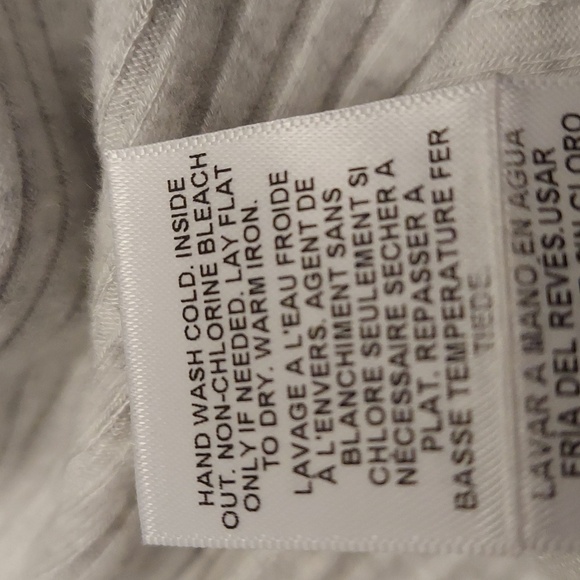 HAND WASH COLD. INSIDE
OUT. NON-CHLORINE BLEACH
ONLY IF NEEDED. LAY FLAT
TO DRY. WARM IRON.
LAVAGE A L'EAU FROIDE
À L'ENVERS. AGENT DE
BLANCHIMENT SANS
CHLORE SEULEMENT SI
NÉCESSAIRE SECHER A
PLAT. REPASSER A
BASSE TEMPERATURE FER
TIEDE.
LAVAR A MANO EN AGUA
FRIA DEL REVÉS.USAR
CLORO